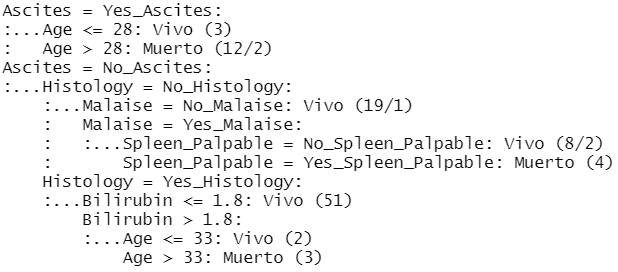 Ascites = Yes_Ascites:
:...Age <= 28: Vivo (3)
:   Age > 28: Muerto (12/2)
Ascites = No_Ascites:
:...Histology = No_Histology:
    :...Malaise = No_Malaise: Vivo (19/1)
    :   Malaise = Yes_Malaise:
    :   :...Spleen_Palpable = No_Spleen_Palpable: Vivo (8/2)
    :       Spleen_Palpable = Yes_Spleen_Palpable: Muerto (4)
    Histology = Yes_Histology:
    :...Bilirubin <= 1.8: Vivo (51)
        Bilirubin > 1.8:
        :...Age <= 33: Vivo (2)
            Age > 33: Muerto (3)